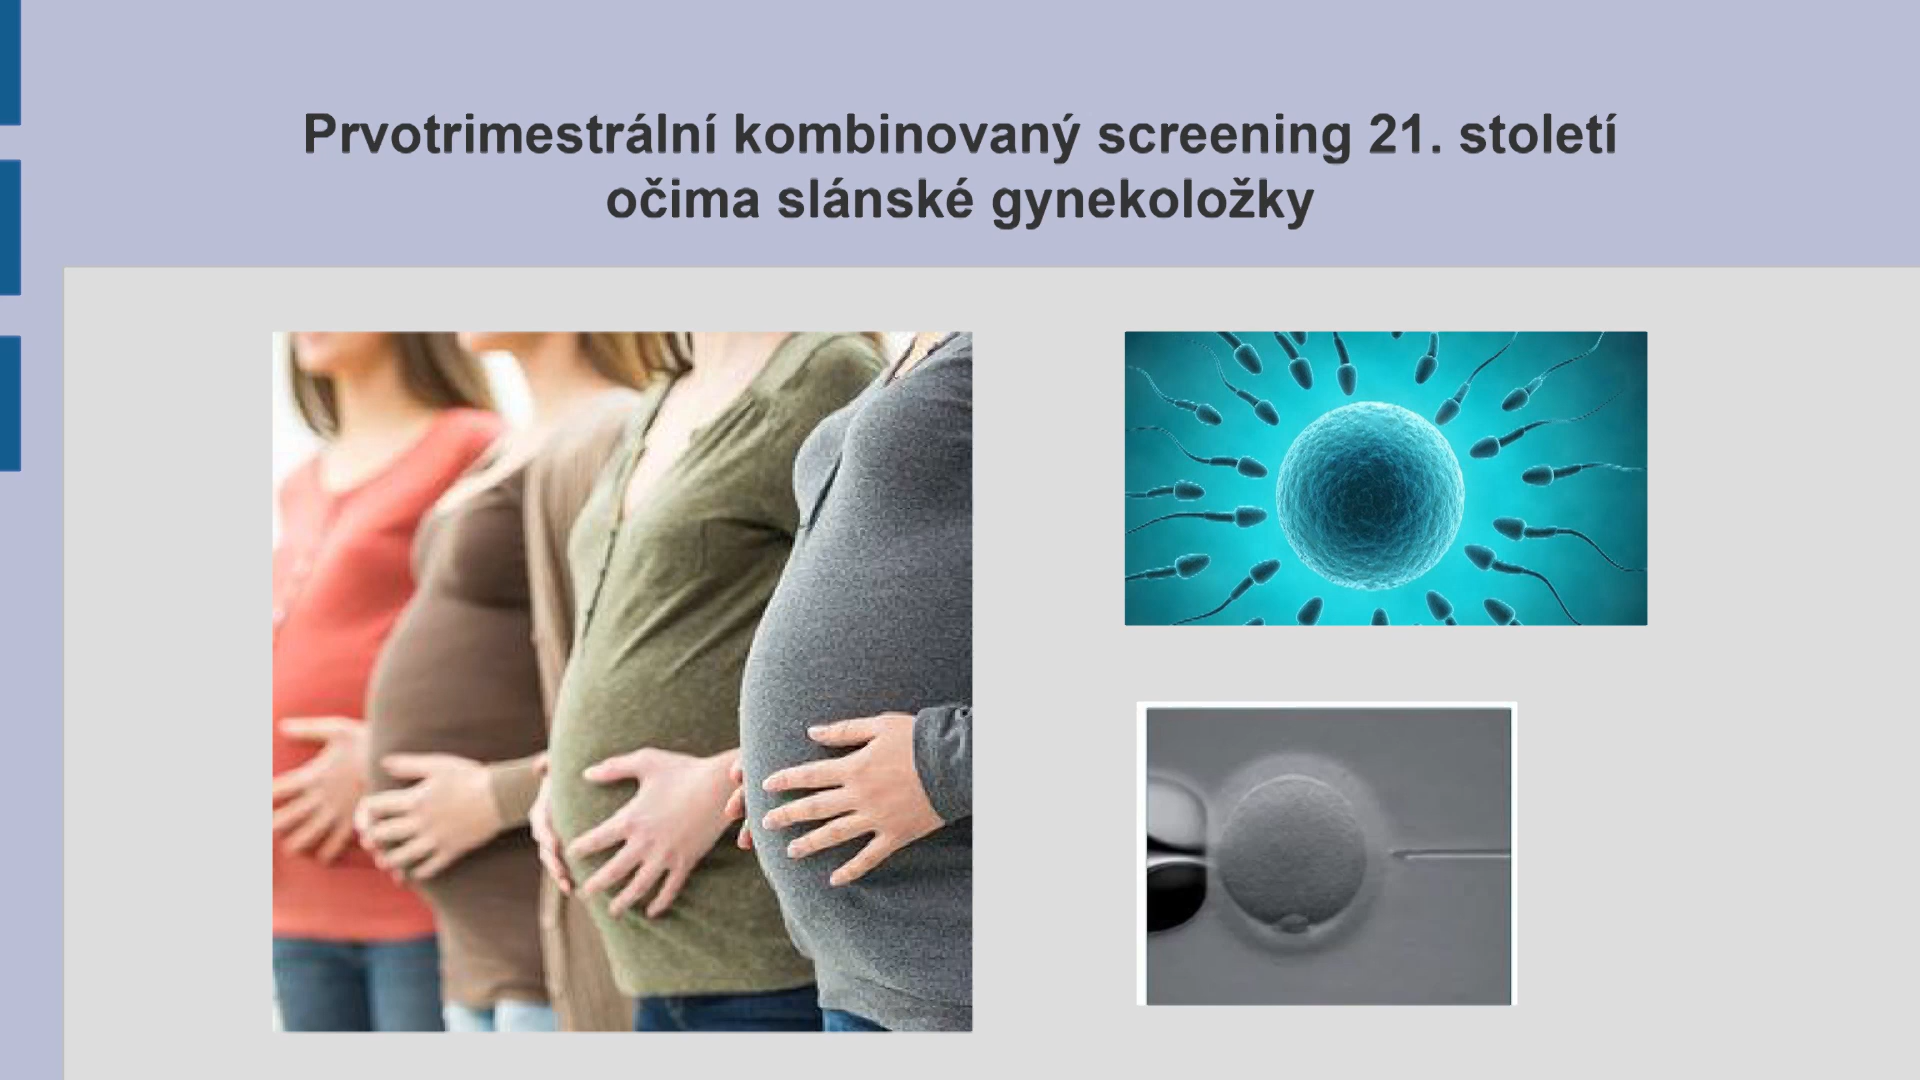 Prvotrimestrální kombinovaný screening 21. století
očima slánské gynekoložky